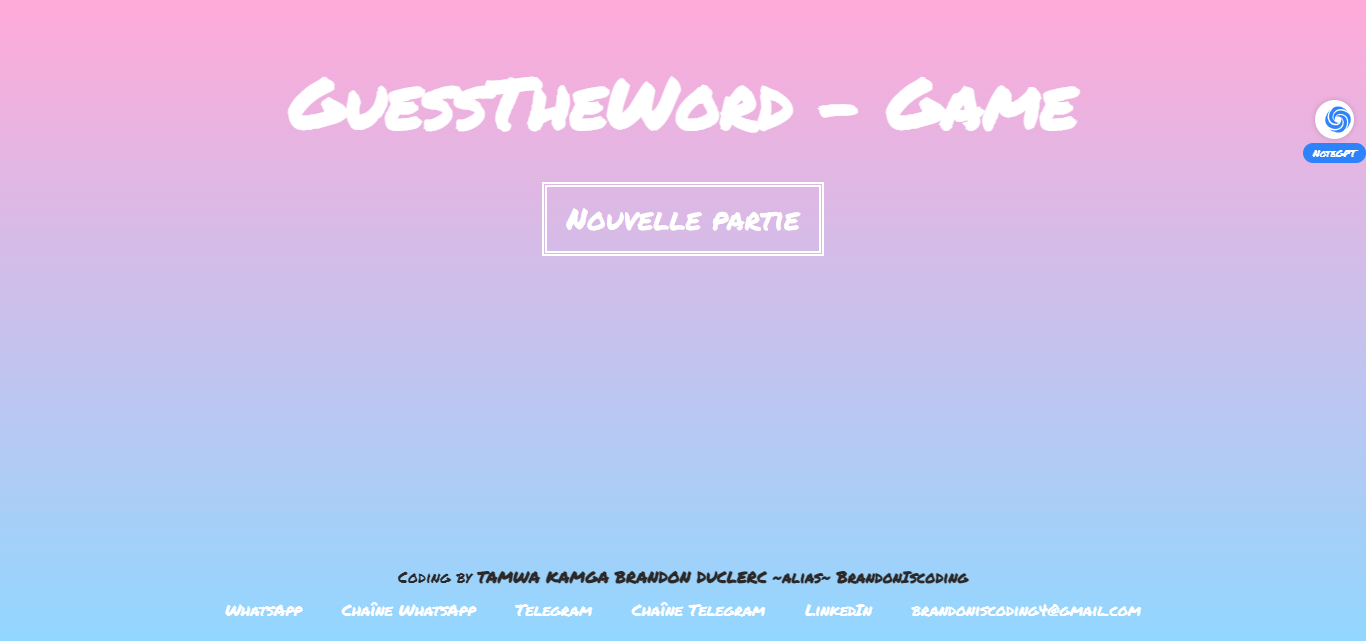 GuessTheWord - Game
NoteGPT
Nouvelle partie
Coding by TAMWA KAMGA BRANDON DUCLERC ~alias~ BrandonIscoding
WhatsApp Chaîne WhatsApp Telegram Chaîne Telegram LinkedIn brandoniscoding4@gmail.com